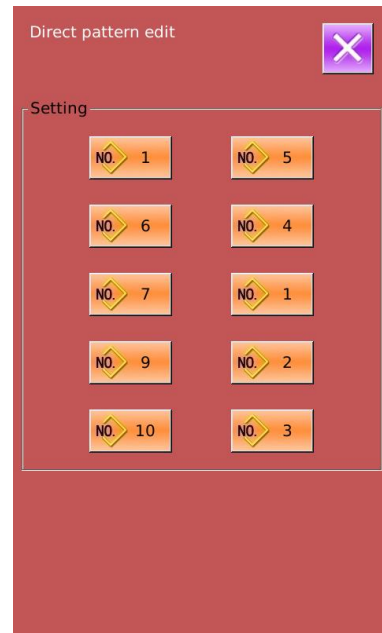 Direct pattern edit
Setting
NO. 1 NO. 5
NO. 6 NO. 4
NO. 7 NO. 1
NO. 9 NO. 2
NO. 10 NO. 3